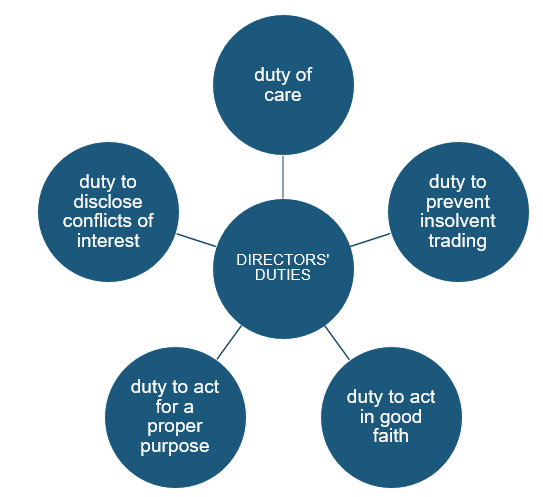 duty of
care
duty to
disclose
conflicts of
interest
duty to
prevent
insolvent
trading
DIRECTORS'
DUTIES
duty to act
for a
proper
purpose
duty to act
in good
faith